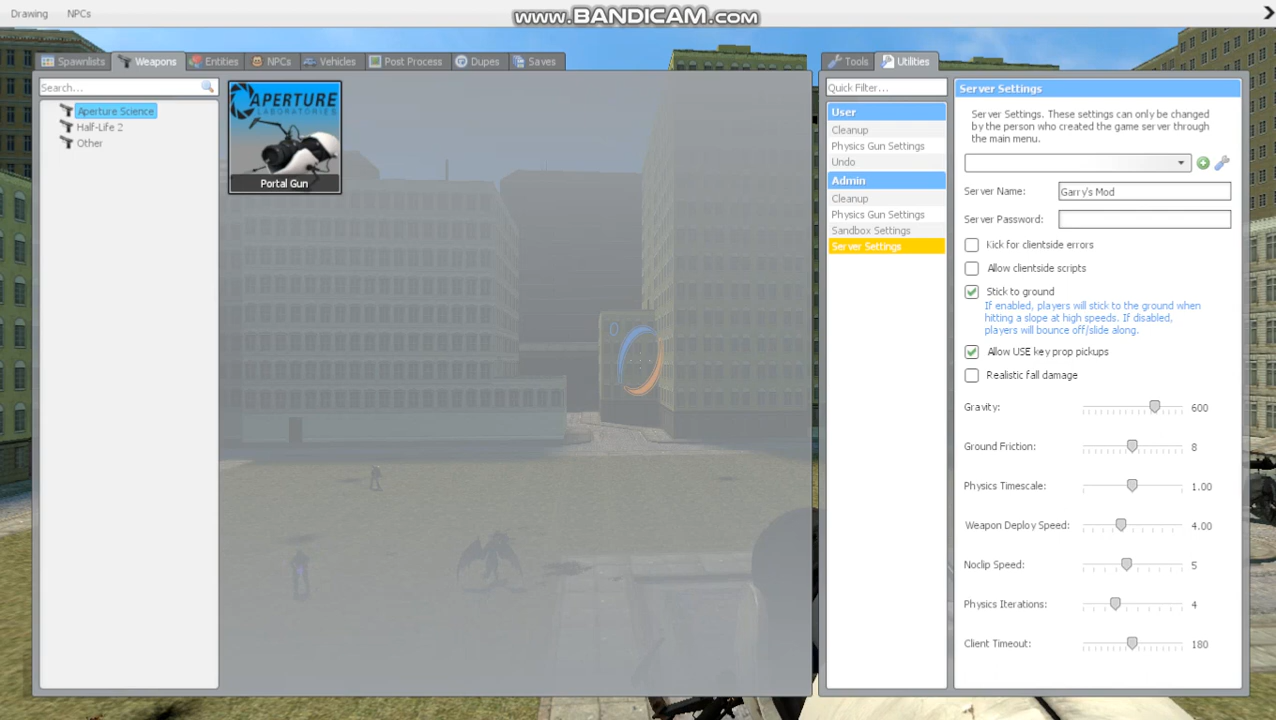 Drawing NPCs
www.BANDICAM.com
Spawnlists Weapons Entities NPCs Vehicles Post Process Dupes Saves
Search...
Aperture Science
Half-Life 2
Other
APERTURE
LABORATORIES
Portal Gun
Tools Utilities
Quick Filter...
User
Cleanup
Physics Gun Settings
Undo
Admin
Cleanup
Physics Gun Settings
Sandbox Settings
Server Settings
Server Settings
Server Settings. These settings can only be changed
by the person who created the game server through
the main menu.
Server Name: Garry's Mod
Server Password:
Kick for clientside errors
Allow clientside scripts
Stick to ground
If enabled, players will stick to the ground when
hitting a slope at high speeds. If disabled,
players will bounce off/slide along.
Allow USE key prop pickups
Realistic fall damage
Gravity: 600
Ground Friction: 8
Physics Timescale: 1.00
Weapon Deploy Speed: 4.00
Noclip Speed: 5
Physics Iterations: 4
Client Timeout: 180